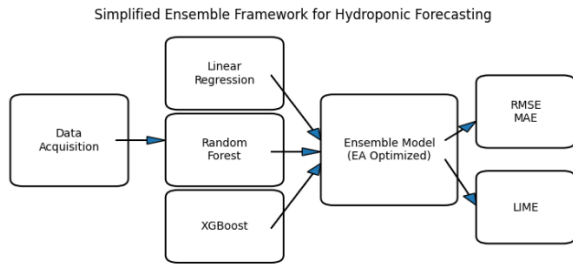 Simplified Ensemble Framework for Hydroponic Forecasting
Data
Acquisition
Linear
Regression
Random
Forest
XGBoost
Ensemble Model
(EA Optimized)
RMSE
MAE
LIME